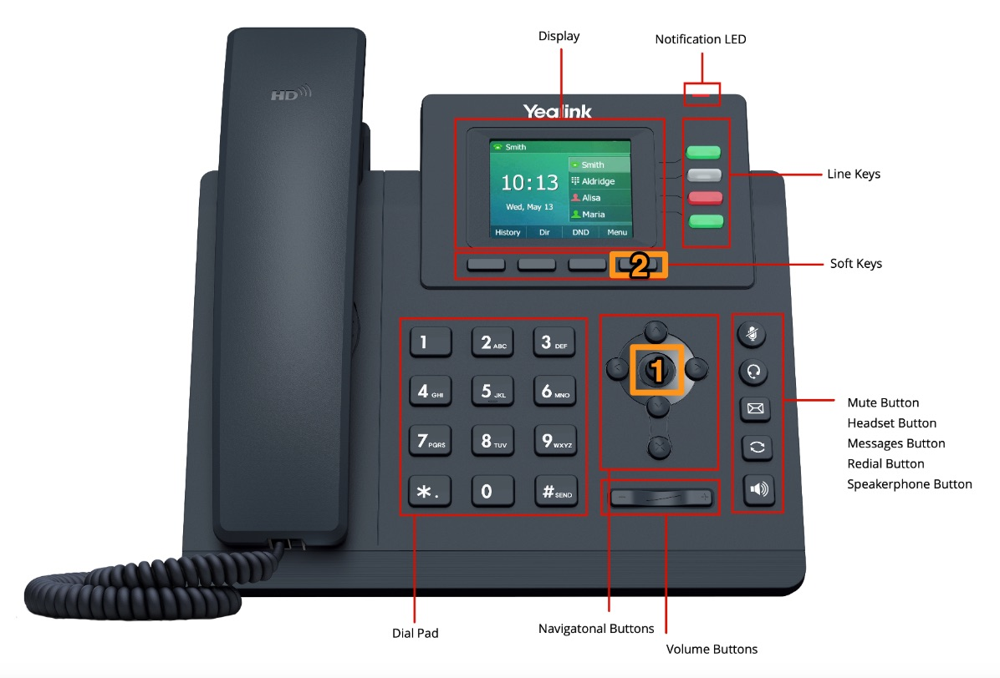 Display
Notification LED
HD
Yealink
Smith
Smith
10:13
Aldridge
Wed, May 13
Alisa
Maria
History Dir DND Menu
Line Keys
2
Soft Keys
1 2 ABC 3 DEF
1
4 GHI 5 JKL 6 MNO
7 PQRS 8 TUV 9 WXYZ
*. 0 #SEND
- +
Mute Button
Headset Button
Messages Button
Redial Button
Speakerphone Button
Dial Pad
Navigatonal Buttons
Volume Buttons